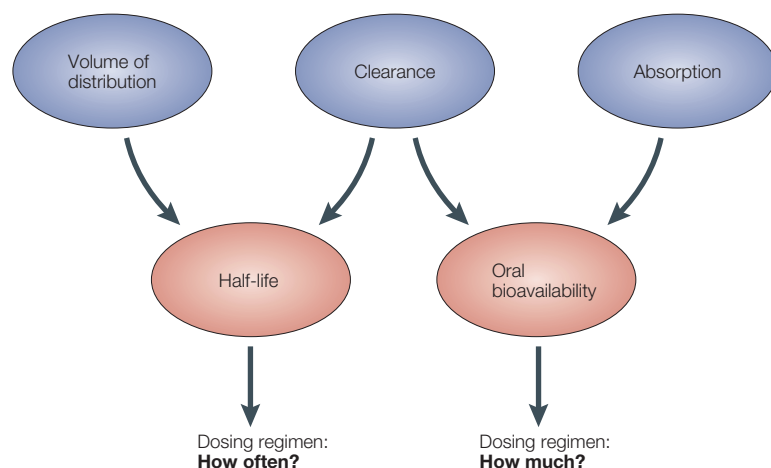 Volume of
distribution
Clearance
Absorption
Half-life
Oral
bioavailability
Dosing regimen:
How often?
Dosing regimen:
How much?